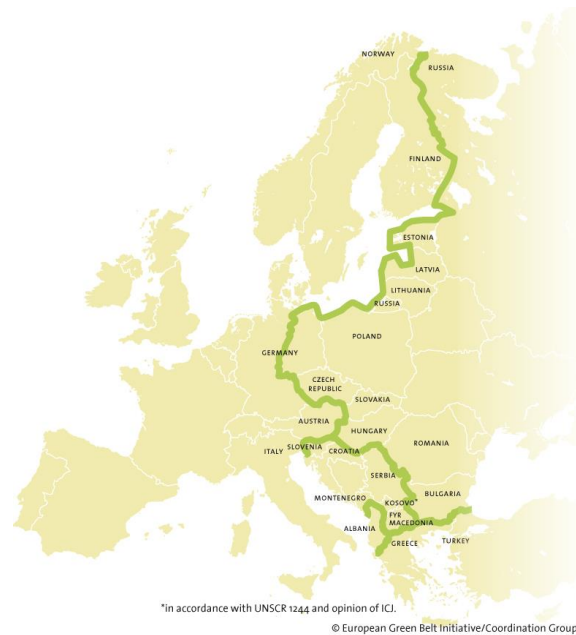 NORWAY
RUSSIA
FINLAND
ESTONIA
LATVIA
LITHUANIA
RUSSIA
POLAND
GERMANY
CZECH
REPUBLIC
SLOVAKIA
AUSTRIA
HUNGARY
ITALY
SLOVENIA
CROATIA
ROMANIA
SERBIA
MONTENEGRO
KOSOVO*
BULGARIA
FYR
MACEDONIA
ALBANIA
GREECE
TURKEY
*in accordance with UNSCR 1244 and opinion of ICJ.
© European Green Belt Initiative/Coordination Group